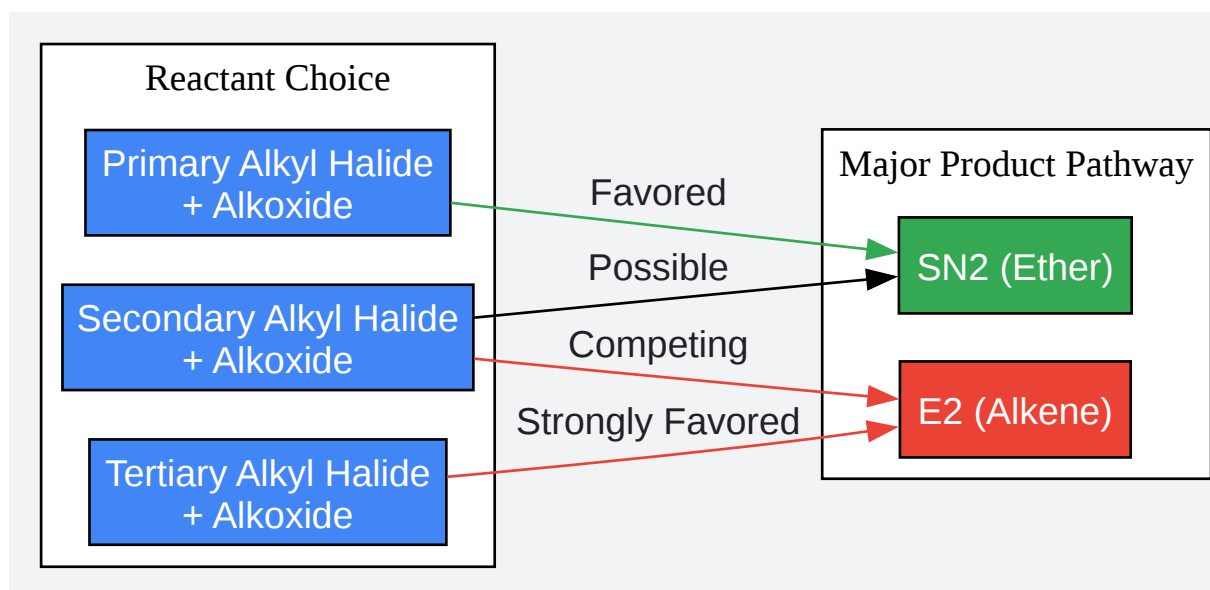 Reactant Choice
Primary Alkyl Halide
+ Alkoxide
Secondary Alkyl Halide
+ Alkoxide
Tertiary Alkyl Halide
+ Alkoxide
Favored
Possible
Competing
Strongly Favored
Major Product Pathway
SN2 (Ether)
E2 (Alkene)